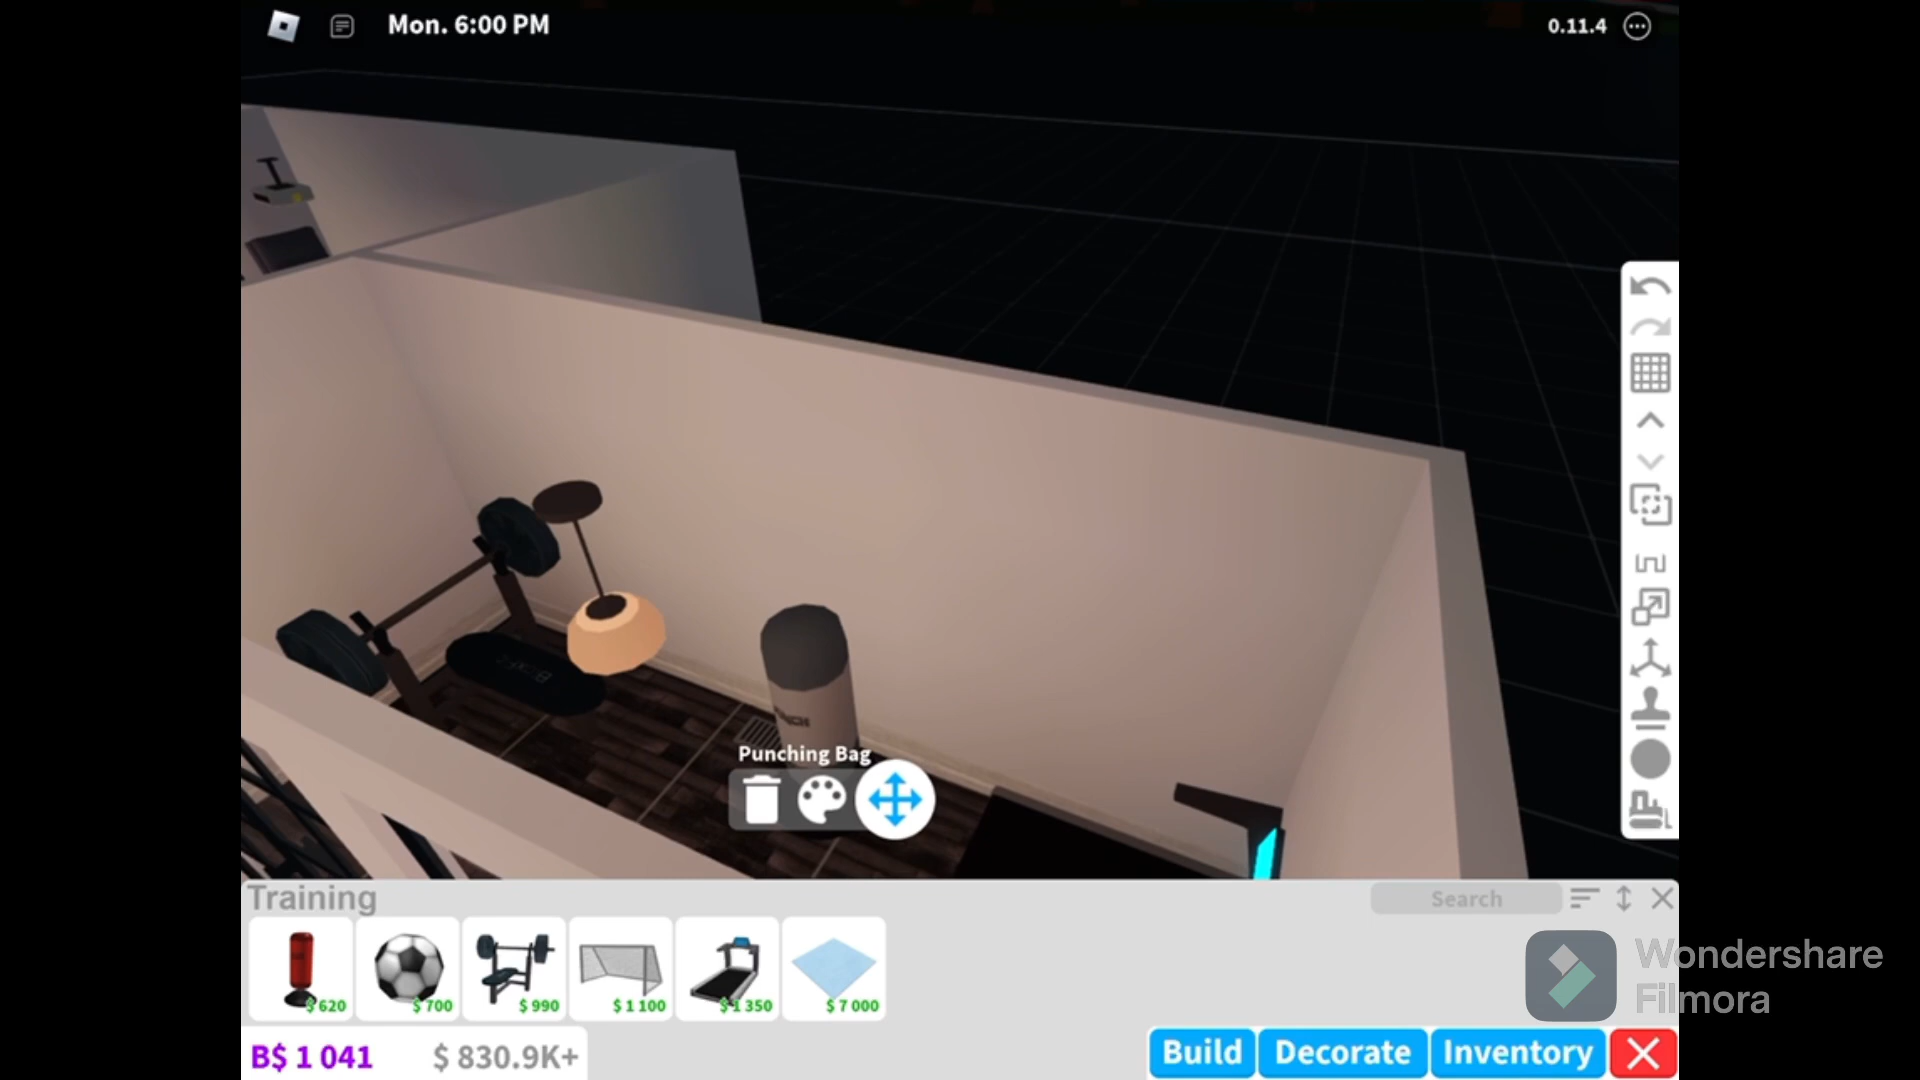 Mon. 6:00 PM
0.11.4
Punching Bag
Training
Search
$ 620
$ 700
$ 990
$ 1 100
$ 1 350
$ 7 000
Wondershare
Filmora
B$ 1 041
$ 830.9K+
Build
Decorate
Inventory